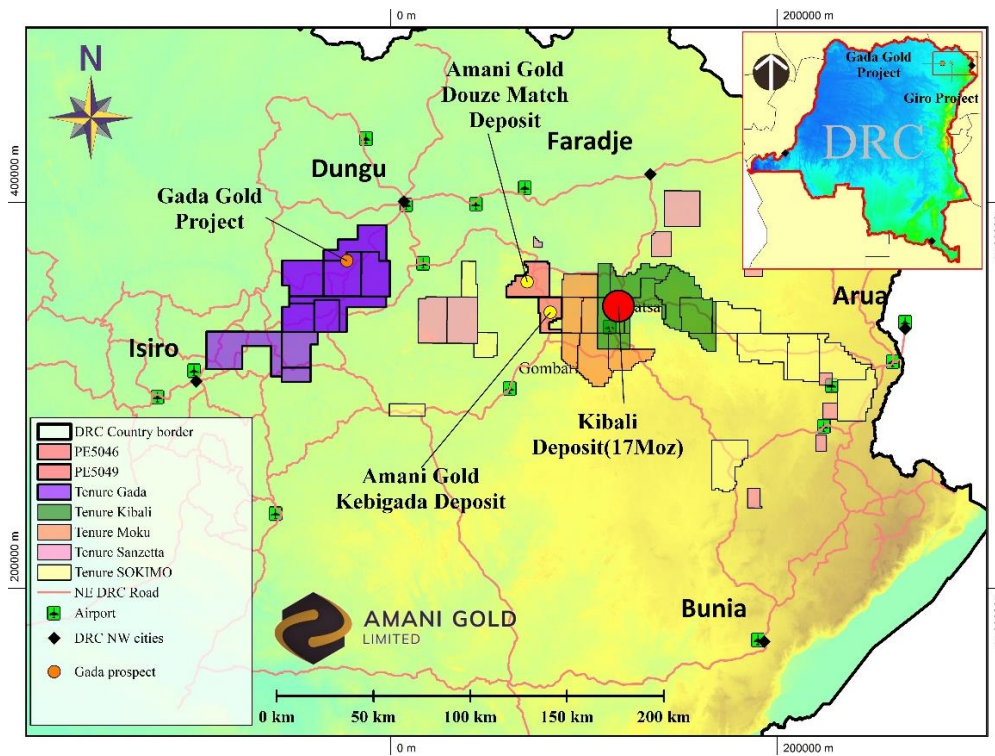 0 m
200000 m
N
Amani Gold
Douze Match
Deposit
Gada Gold
Project
Giro Project
DRC
Faradje
Dungu
400000 m
Gada Gold
Project
Arua
Isiro
Gombari
Kibali
Deposit(17Moz)
Amani Gold
Kebigada Deposit
DRC Country border
PE5046
PE5049
Tenure Gada
Tenure Kibali
Tenure Moku
Tenure Sanzetta
Tenure SOKIMO
NE DRC Road
Airport
DRC NW cities
Gada prospect
200000 m
Bunia
AMANI GOLD
LIMITED
0 km
50 km
100 km
150 km
200 km
0 m
200000 m